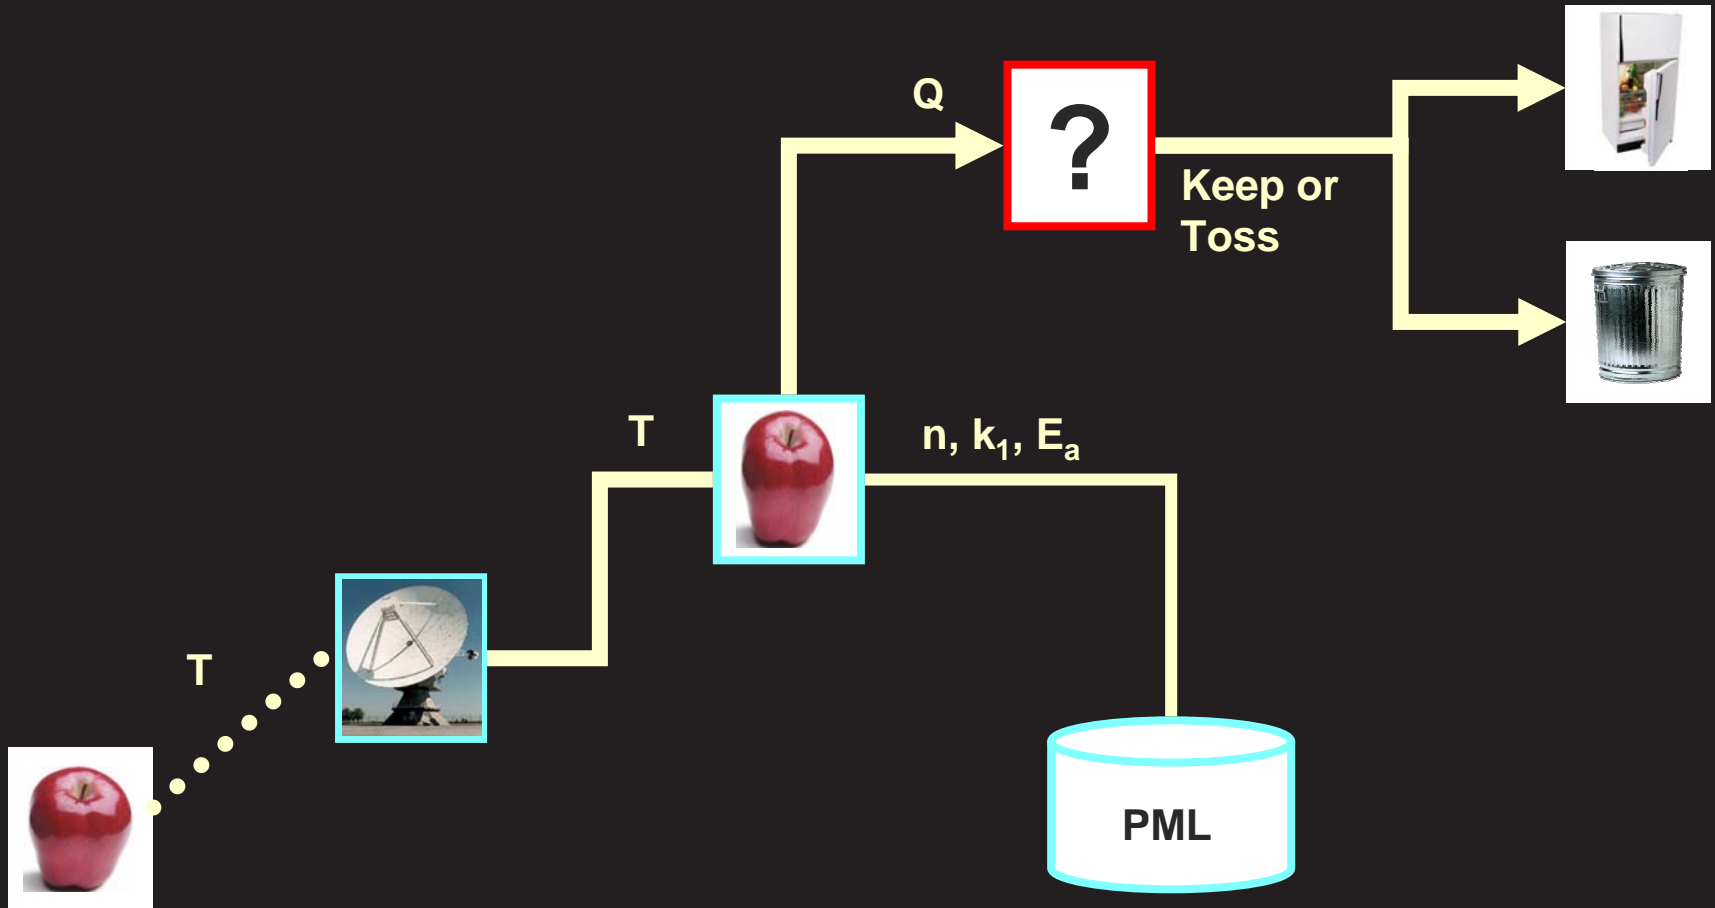 Q
?
Keep or
Toss
T
n, k₁, Eₐ
T
PML